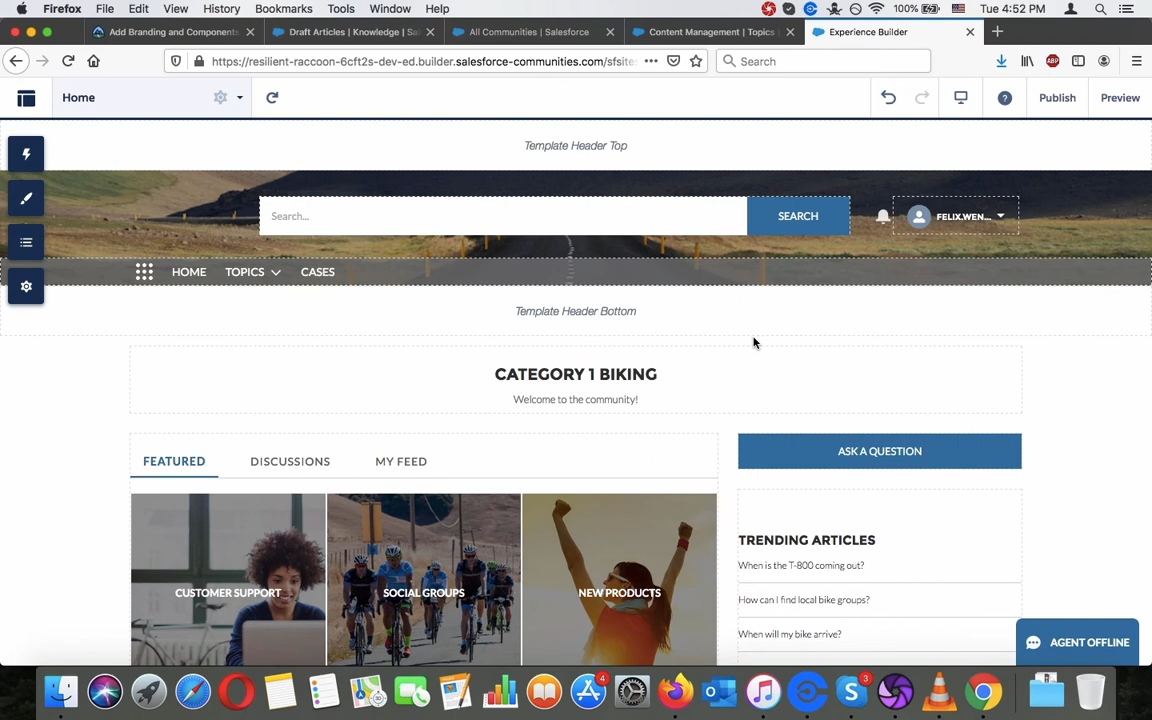 Firefox File Edit View History Bookmarks Tools Window Help 100% Tue 4:52 PM
Add Branding and Components
Draft Articles | Knowledge | Sal
All Communities | Salesforce
Content Management | Topics
Experience Builder
https://resilient-raccoon-6cft2s-dev-ed.builder.salesforce-communities.com/sfsite
Search
Home
?
Publish
Preview
Template Header Top
Search...
SEARCH
FELIX.WEN...
HOME TOPICS CASES
Template Header Bottom
CATEGORY 1 BIKING
Welcome to the community!
FEATURED DISCUSSIONS MY FEED
ASK A QUESTION
TRENDING ARTICLES
When is the T-800 coming out?
CUSTOMER SUPPORT
SOCIAL GROUPS
NEW PRODUCTS
How can I find local bike groups?
When will my bike arrive?
AGENT OFFLINE
4
3